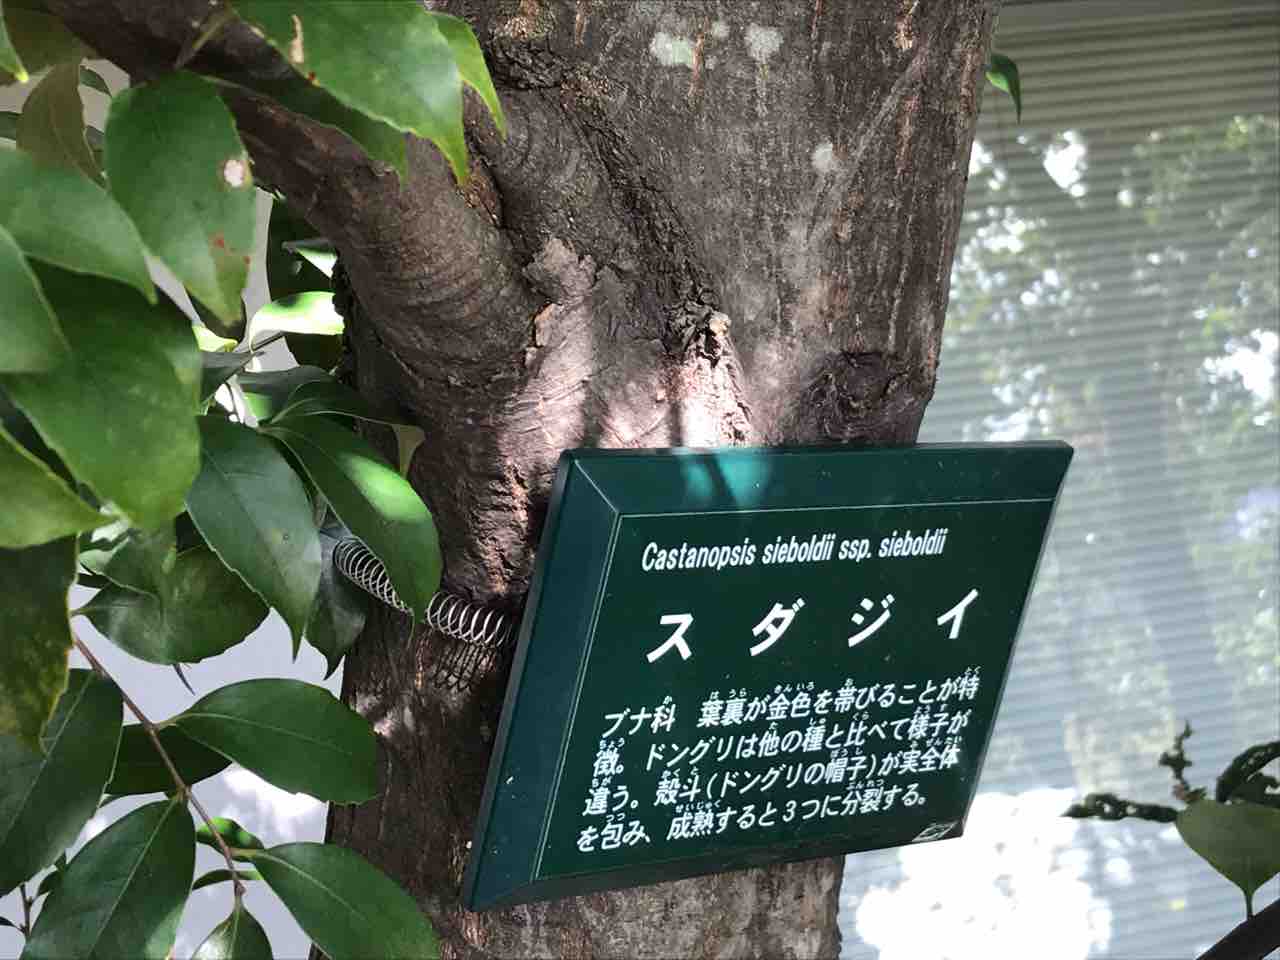 Castanopsis sieboldii ssp. sieboldii
スダジイ
ブナ科　葉裏が金色を帯びることが特
徴。ドングリは他の種と比べて様子が
違う。殻斗(ドングリの帽子)が実全体
を包み、成熟すると3つに分裂する。